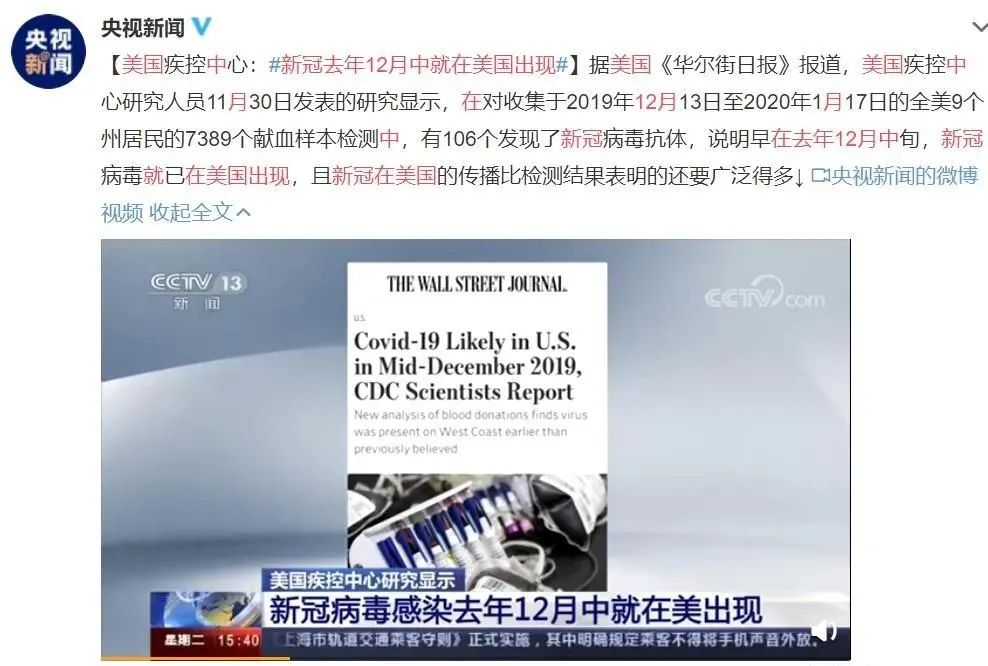 央视新闻
央视
新闻
【美国疾控中心：#新冠去年12月中就在美国出现#】据美国《华尔街日报》报道，美国疾控中
心研究人员11月30日发表的研究显示，在对收集于2019年12月13日至2020年1月17日的全美9个
州居民的7389个献血样本检测中，有106个发现了新冠病毒抗体，说明早在去年12月中旬，新冠
病毒就已在美国出现，且新冠在美国的传播比检测结果表明的还要广泛得多↓ 央视新闻的微博
视频 收起全文
CCTV 13
新闻
CCTV.com
THE WALL STREET JOURNAL.
U.S.
Covid-19 Likely in U.S.
in Mid-December 2019,
CDC Scientists Report
New analysis of blood donations finds virus
was present on West Coast earlier than
previously believed
美国疾控中心研究显示
新冠病毒感染去年12月中就在美出现
星期二 15:40 《上海市轨道交通乘客守则》正式实施，其中明确规定乘客不得将手机声音外放。